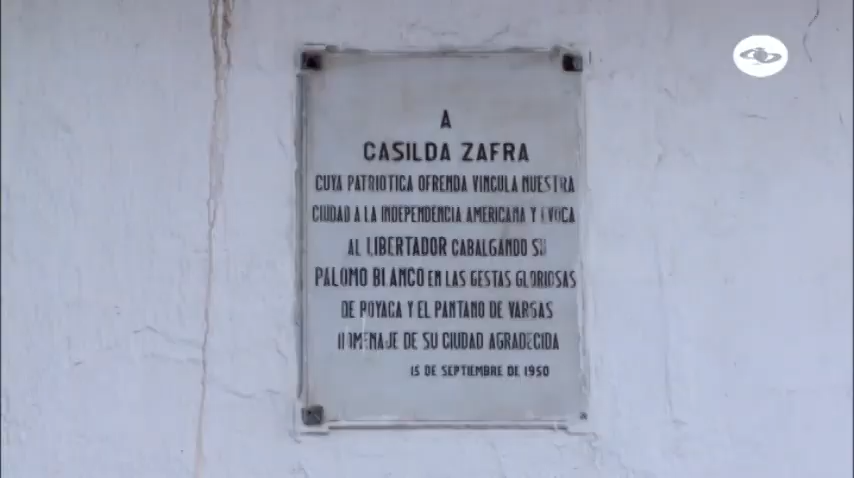 A
CASILDA ZAFRA
CUYA PATRIOTICA OFRENDA VINCULA NUESTRA
CIUDAD A LA INDEPENDENCIA AMERICANA Y EVOCA
AL LIBERTADOR CABALGANDO SU
PALOMO BLANCO EN LAS GESTAS GLORIOSAS
DE BOYACA Y EL PANTANO DE VARGAS
HOMENAJE DE SU CIUDAD AGRADECIDA
15 DE SEPTIEMBRE DE 1950